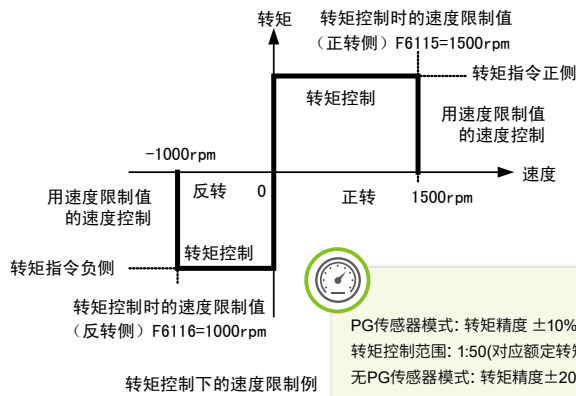 转矩
转矩控制时的速度限制值
（正转侧）F6115=1500rpm
转矩指令正侧
转矩控制
用速度限制值
的速度控制
-1000rpm
速度
用速度限制值
的速度控制
反转
0
正转
1500rpm
转矩控制
转矩指令负侧
转矩控制时的速度限制值
（反转侧）F6116=1000rpm
转矩控制下的速度限制例
PG传感器模式：转矩精度 ±10%
转矩控制范围：1:50(对应额定转矩
无PG传感器模式：转矩精度±20